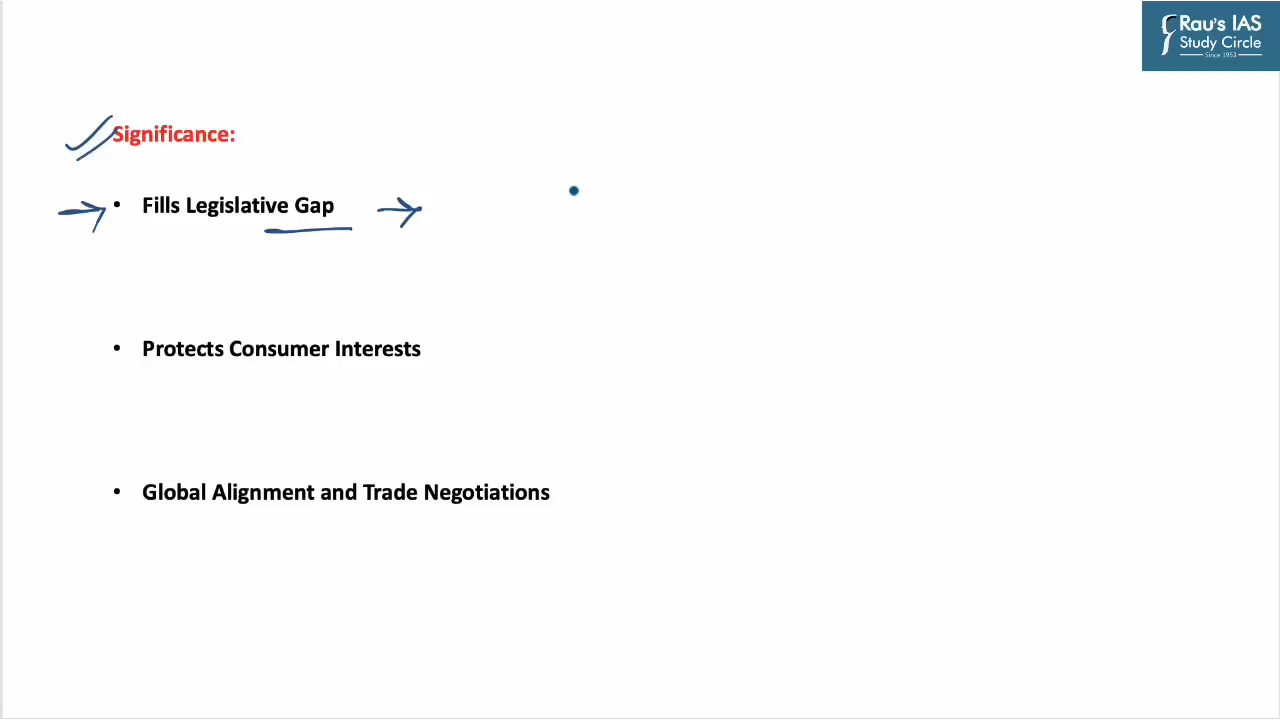 Rau's IAS
Study Circle
Since 1953
Significance:
• Fills Legislative Gap
• Protects Consumer Interests
• Global Alignment and Trade Negotiations